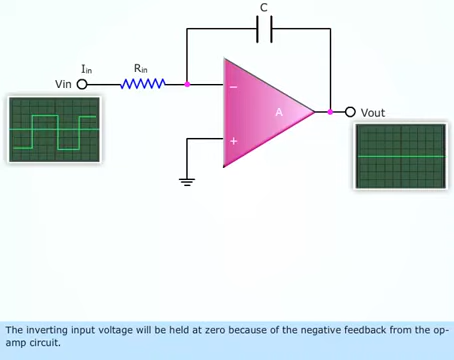 C
Iin
Rin
Vin
−
A
Vout
+
The inverting input voltage will be held at zero because of the negative feedback from the op-
amp circuit.